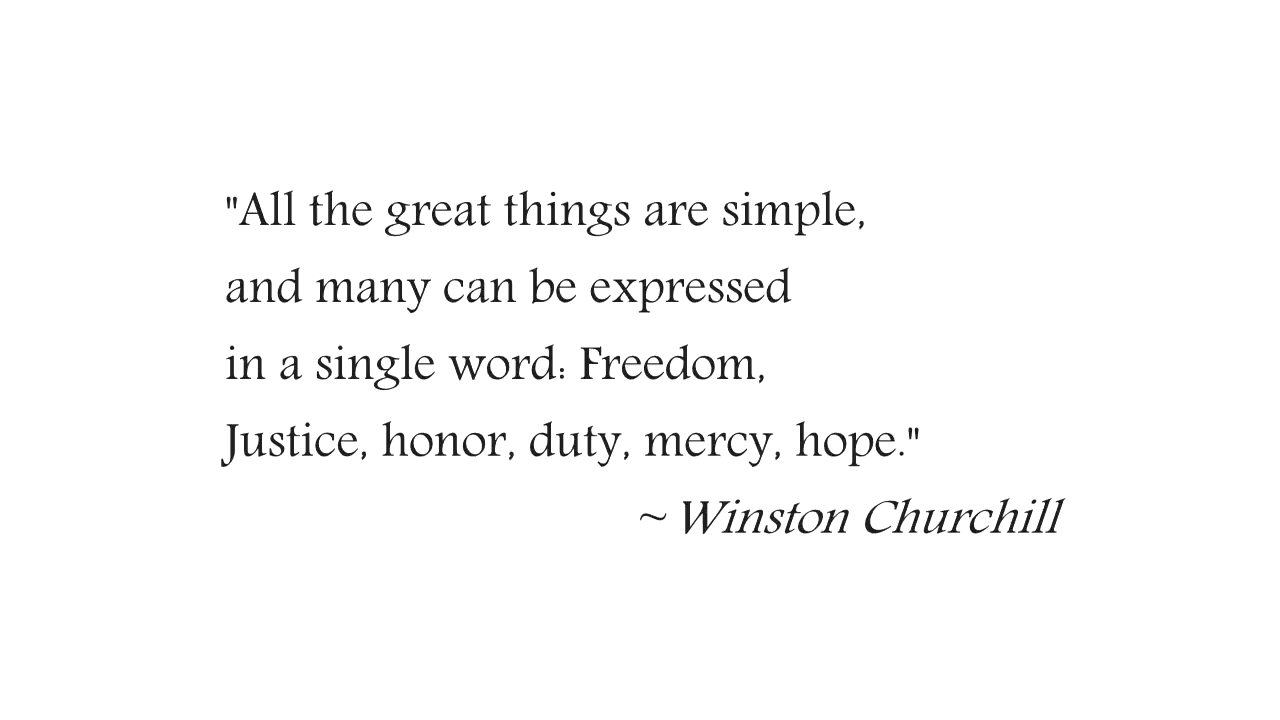 "All the great things are simple,
and many can be expressed
in a single word: Freedom,
Justice, honor, duty, mercy, hope."
~ Winston Churchill